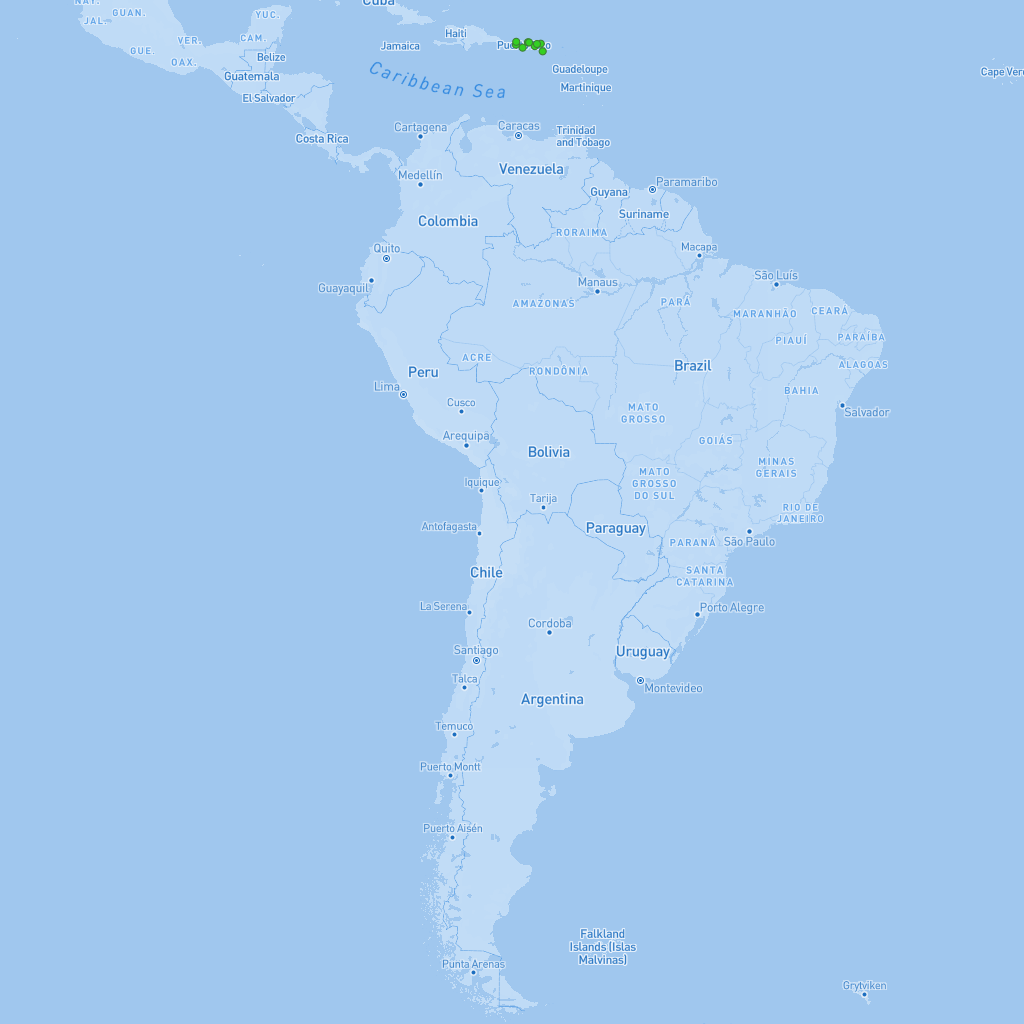 Cuba
NAY.
GUAN.
YUC.
JAL.
Haiti
VER.
CAM.
Jamaica
GUE.
Belize
OAX.
Guadeloupe
Cape Ver
Guatemala
Caribbean Sea
Martinique
El Salvador
Cartagena
Caracas
Trinidad
and Tobago
Costa Rica
Venezuela
Medellín
Paramaribo
Guyana
Suriname
Colombia
RORAIMA
Quito
Macapa
São Luís
Guayaquil
Manaus
AMAZONAS
PARÁ
MARANHÃO
CEARÁ
PIAUÍ
PARAÍBA
ACRE
Peru
RONDÔNIA
Brazil
ALAGOAS
Lima
BAHIA
Cusco
MATO
GROSSO
Salvador
Arequipa
GOIÁS
Bolivia
MINAS
GERAIS
Iquique
MATO
GROSSO
DO SUL
Tarija
RIO DE
JANEIRO
Antofagasta
Paraguay
PARANÁ
São Paulo
Chile
SANTA
CATARINA
La Serena
Porto Alegre
Cordoba
Santiago
Uruguay
Talca
Montevideo
Argentina
Temuco
Puerto Montt
Puerto Aisén
Falkland
Islands (Islas
Malvinas)
Punta Arenas
Grytviken